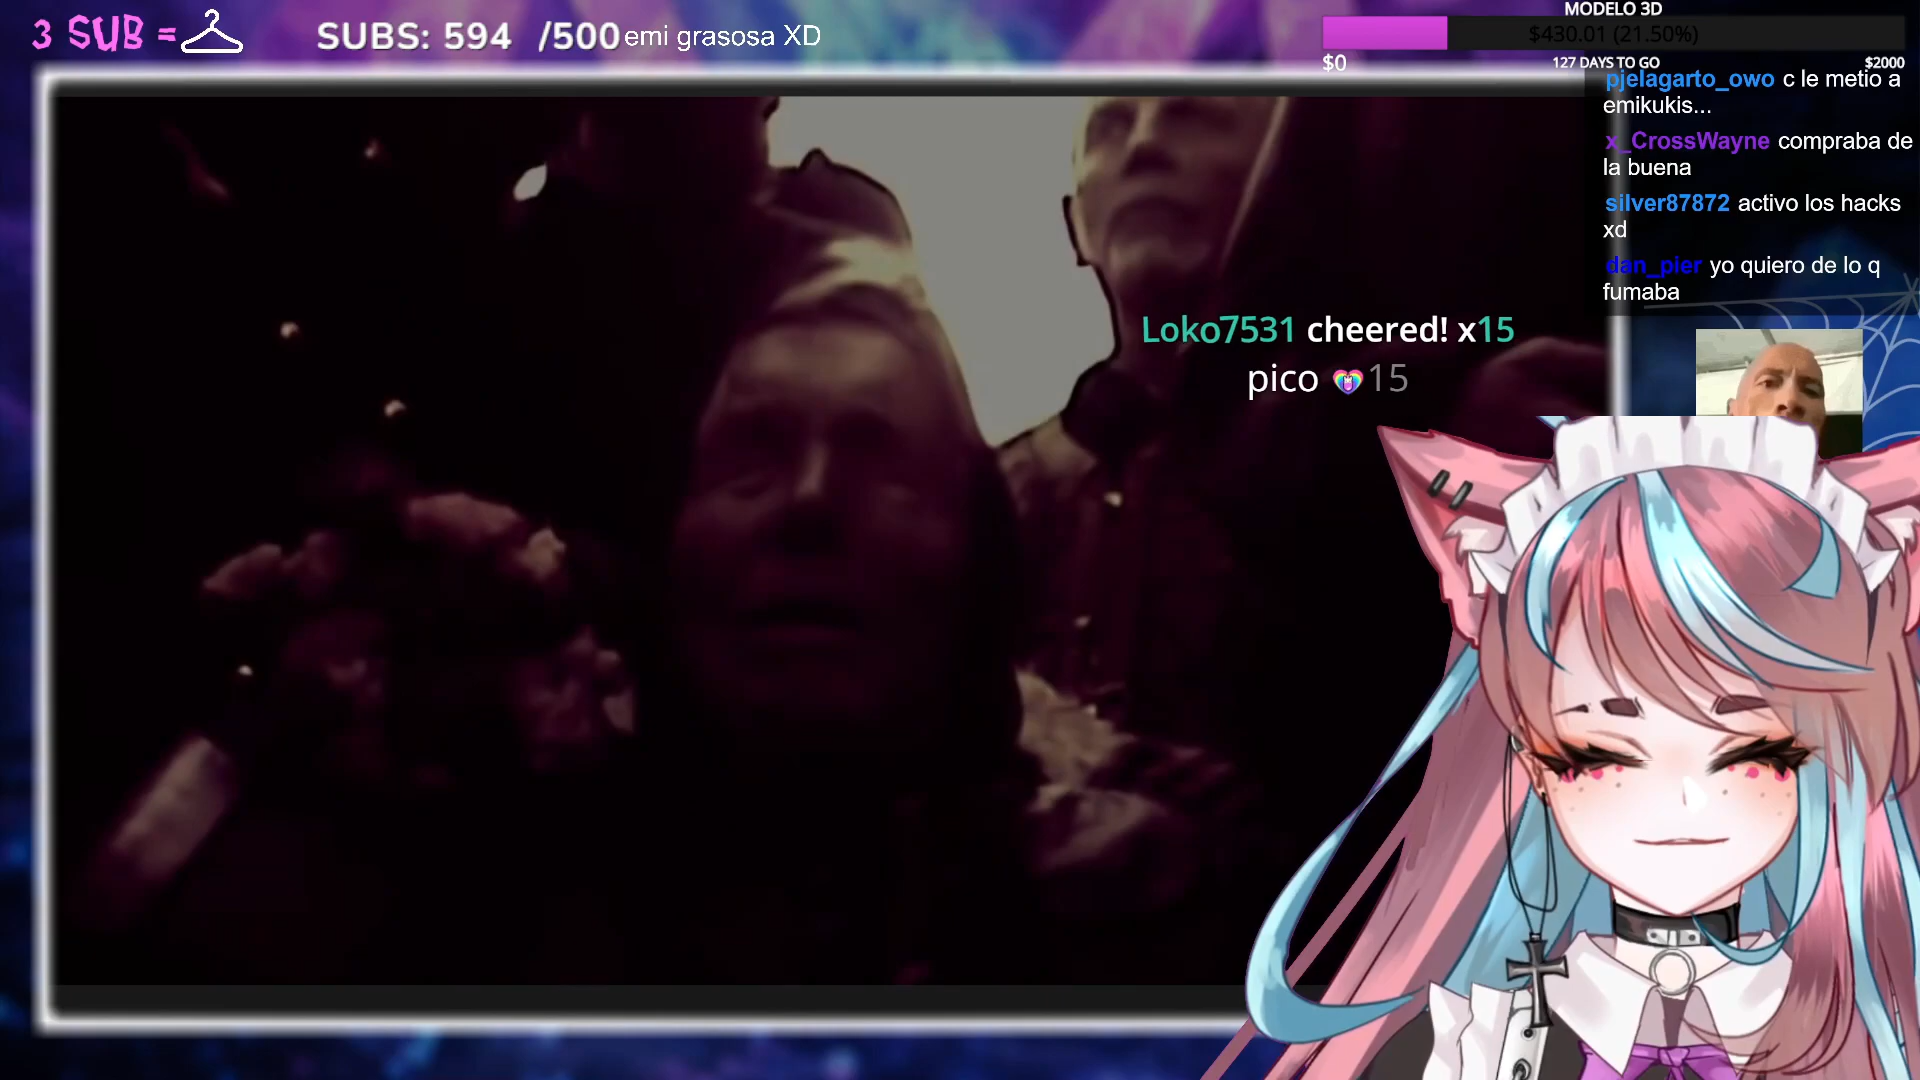 3 SUB =
SUBS: 594 /500 emi grasosa XD
MODELO 3D
$430.01 (21.50%)
$0
127 DAYS TO GO
$2000
pjelagarto_owo c le metio a
emikukis...
x_CrossWayne compraba de
la buena
silver87872 activo los hacks
xd
dan_pier yo quiero de lo q
fumaba
Loko7531 cheered! x15
pico 15